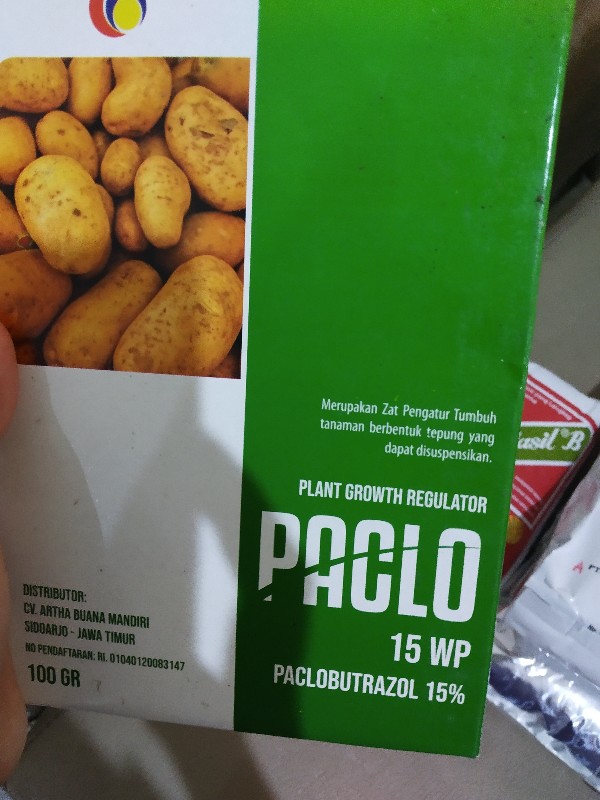 Merupakan Zat Pengatur Tumbuh
tanaman berbentuk tepung yang
dapat disuspensikan.
PLANT GROWTH REGULATOR
PACLO
15 WP
PACLOBUTRAZOL 15%
DISTRIBUTOR:
CV. ARTHA BUANA MANDIRI
SIDOARJO - JAWA TIMUR
NO PENDAFTARAN: RI. 01040120083147
100 GR
asil B